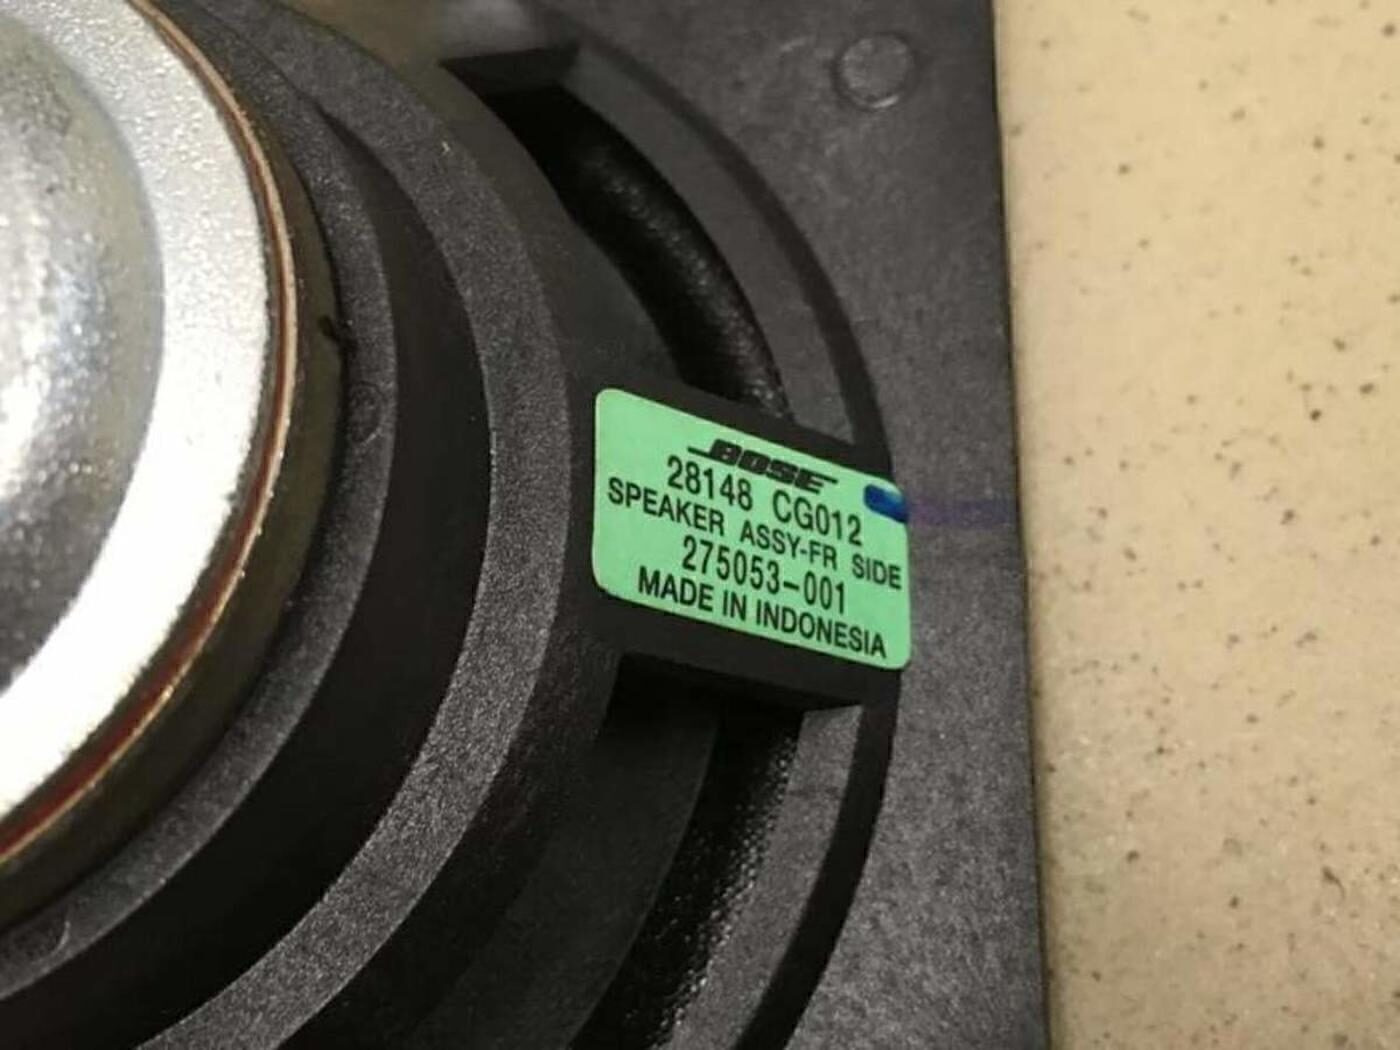 BOSE
28148 CG012
SPEAKER ASSY-FR SIDE
275053-001
MADE IN INDONESIA